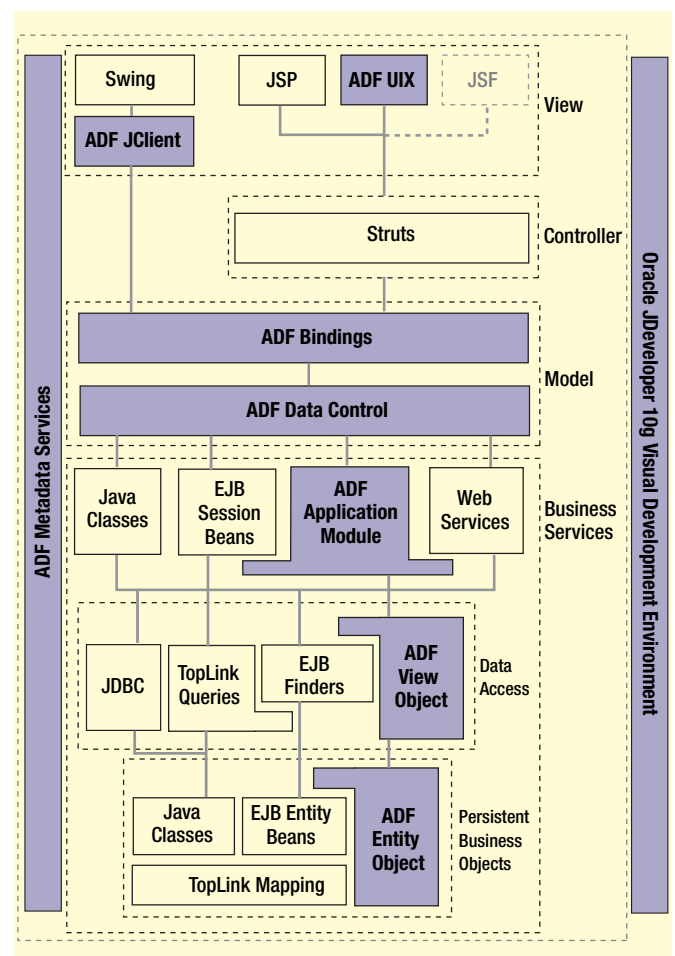 Swing
JSP
ADF UIX
JSF
View
ADF JClient
Struts
Controller
ADF Bindings
Model
ADF Data Control
Java
Classes
EJB
Session
Beans
ADF
Application
Module
Web
Services
Business
Services
JDBC
TopLink
Queries
EJB
Finders
ADF
View
Object
Data
Access
Java
Classes
EJB Entity
Beans
ADF
Entity
Object
Persistent
Business
Objects
TopLink Mapping
ADF Metadata Services
Oracle JDeveloper 10g Visual Development Environment